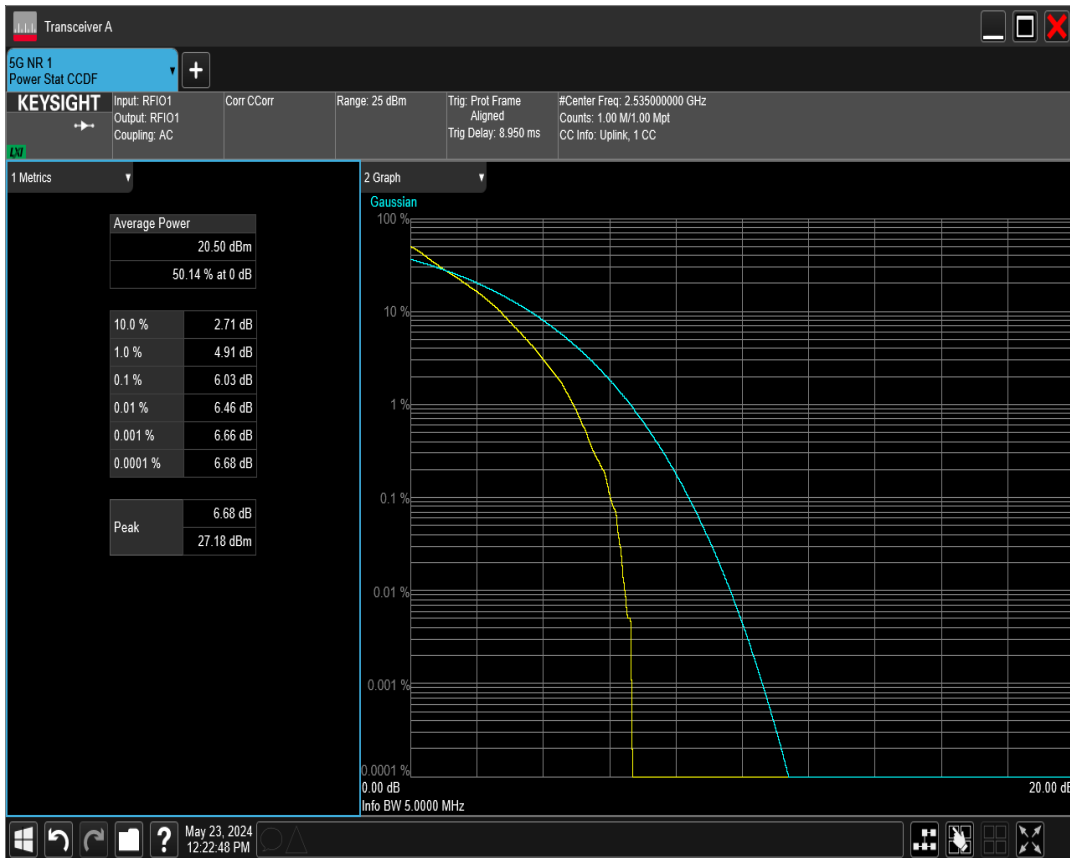 Transceiver A
5G NR 1
Power Stat CCDF
KEYSIGHT
LXI
Input: RFIO1
Output: RFIO1
Coupling: AC
Corr CCorr
Range: 25 dBm
Trig: Prot Frame
Aligned
Trig Delay: 8.950 ms
#Center Freq: 2.535000000 GHz
Counts: 1.00 M/1.00 Mpt
CC Info: Uplink, 1 CC
1 Metrics
Average Power
20.50 dBm
50.14 % at 0 dB
10.0 % 2.71 dB
1.0 % 4.91 dB
0.1 % 6.03 dB
0.01 % 6.46 dB
0.001 % 6.66 dB
0.0001 % 6.68 dB
Peak 6.68 dB
27.18 dBm
2 Graph
Gaussian
100 %
10 %
1 %
0.1 %
0.01 %
0.001 %
0.0001 %
0.00 dB 20.00 dB
Info BW 5.0000 MHz
?
May 23, 2024
12:22:48 PM